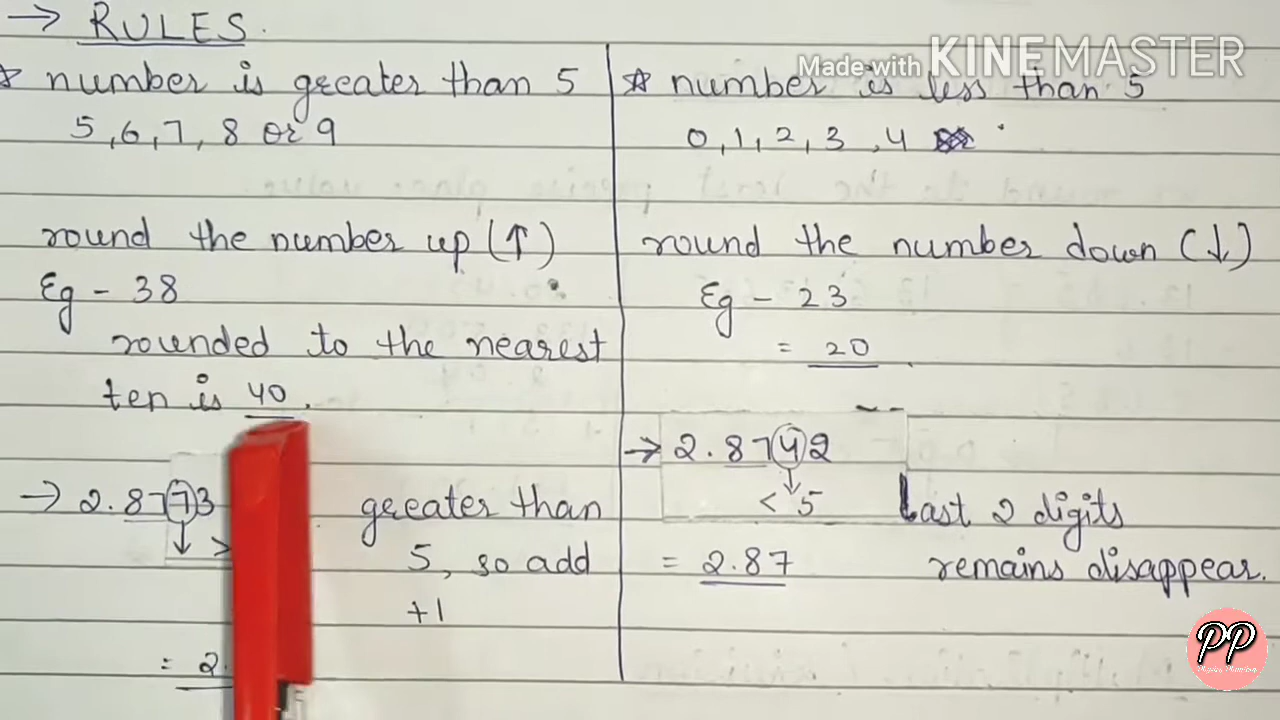 → RULES.
Made with KINEMASTER
☆ number is greater than 5
5, 6, 7, 8 or 9
round the number up (↑)
Eg - 38
rounded to the nearest
ten is 40.
→ 2.8773
>
greater than
5, so add
+1
= 2.
☆ number is less than 5
0, 1, 2, 3, 4
round the number down (↓)
Eg - 23
= 20
→ 2.8742
< 5
Last 2 digits
= 2.87
remains disappear.
PP